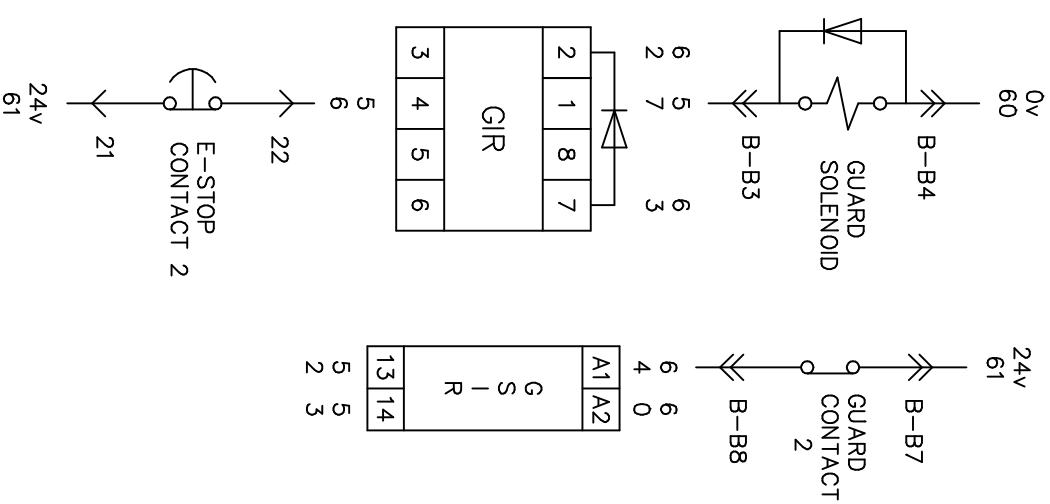 0v
60
B-B4
GUARD
SOLENOID
B-B3
6 5 6
2 7 3
2 1 8 7
GIR
3 4 5 6
5
6
22
E-STOP
CONTACT 2
21
24v
61
24v
61
B-B7
GUARD
CONTACT
2
B-B8
6 6
4 0
A1 A2
G
S
I
R
13 14
5 5
2 3